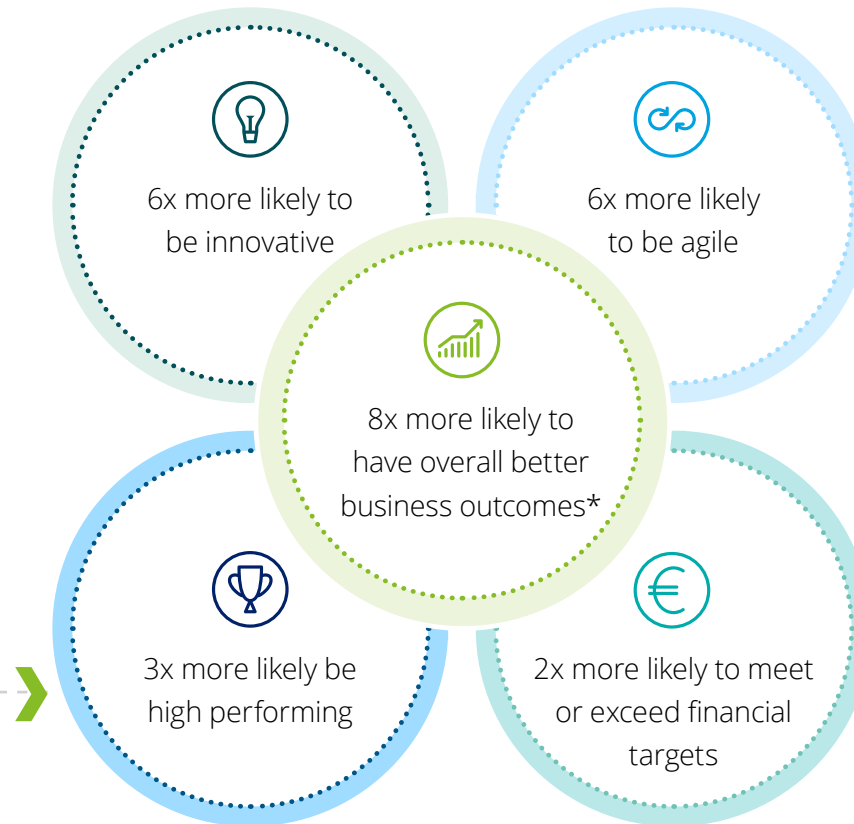 6x more likely to
be innovative
6x more likely
to be agile
8x more likely to
have overall better
business outcomes*
3x more likely be
high performing
2x more likely to meet
or exceed financial
targets